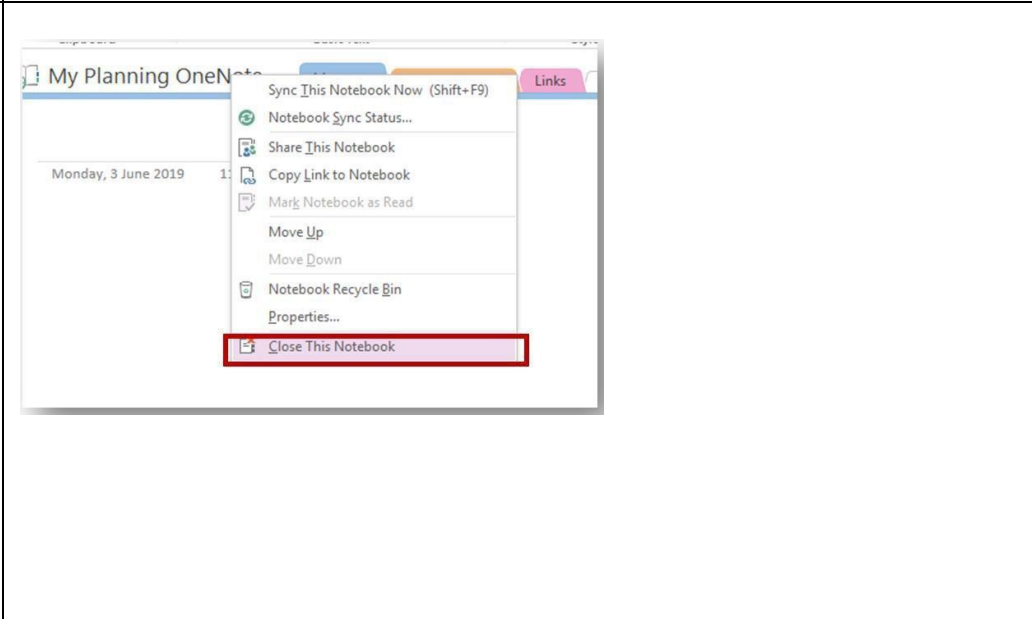 My Planning OneNote
Links
Sync This Notebook Now (Shift+F9)
Notebook Sync Status...
Share This Notebook
Monday, 3 June 2019
Copy Link to Notebook
Mark Notebook as Read
Move Up
Move Down
Notebook Recycle Bin
Properties...
Close This Notebook